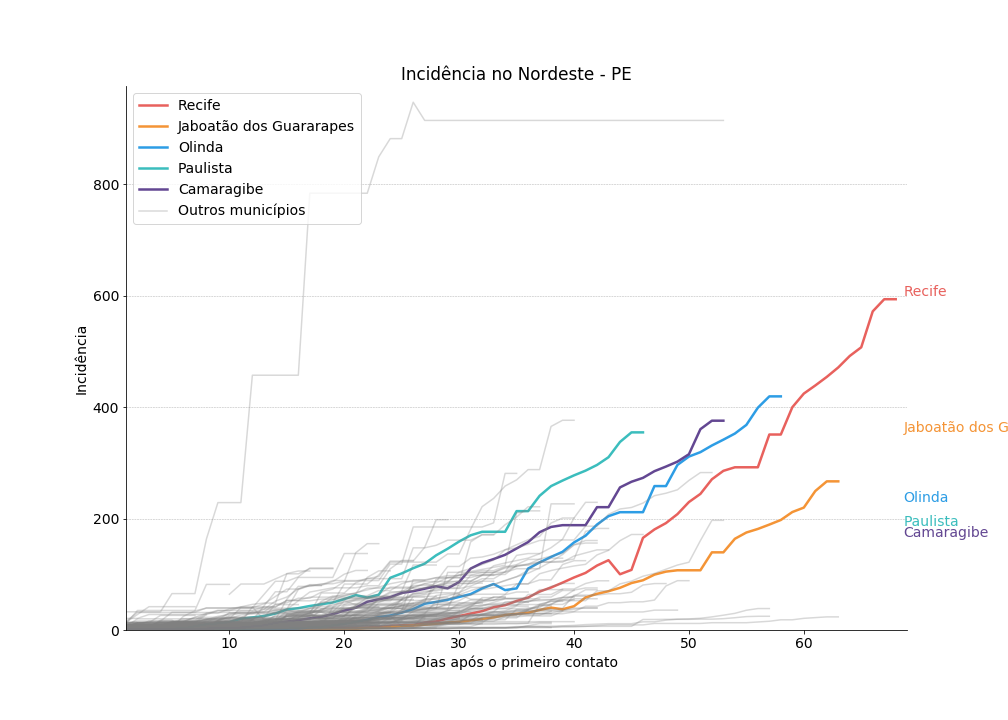 Incidência no Nordeste - PE
Recife
Jaboatão dos Guararapes
Olinda
Paulista
Camaragibe
Outros municípios
800
600
400
200
0
Incidência
10
20
30
40
50
60
Dias após o primeiro contato
Recife
Jaboatão dos G
Olinda
Paulista
Camaragibe